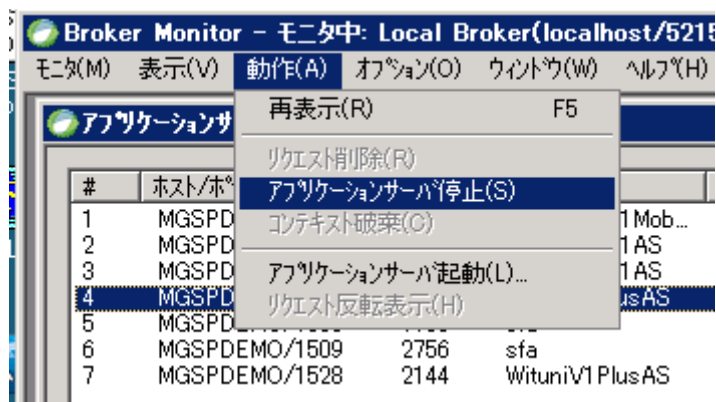 Broker Monitor - モニタ中: Local Broker(localhost/5215
モニタ(M) 表示(V) 動作(A) オプション(O) ウィンドウ(W) ヘルプ(H)
再表示(R) F5
アプリケーションサ
リクエスト削除(R)
# ホスト/ポ アプリケーションサーバ停止(S)
1 MGSPD コンテキスト破棄(C) 1Mob...
2 MGSPD 1AS
3 MGSPD アプリケーションサーバ起動(L)... 1AS
4 MGSPD リクエスト反転表示(H) usAS
5
6 MGSPDEMO/1509 2756 sfa
7 MGSPDEMO/1528 2144 WituniV1PlusAS